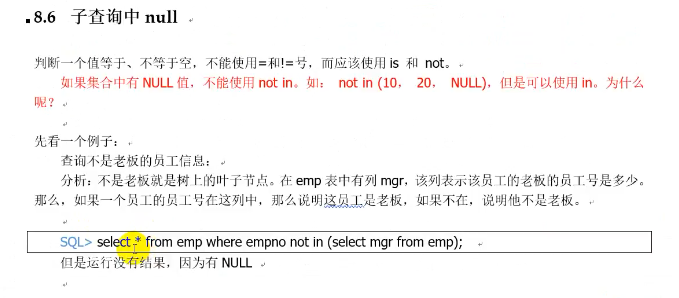 8.6 子查询中 null
判断一个值等于、不等于空，不能使用=和!=号，而应该使用 is 和 not。
如果集合中有 NULL 值，不能使用 not in。如： not in (10， 20， NULL)，但是可以使用 in。为什么
呢？
先看一个例子：
查询不是老板的员工信息：
分析：不是老板就是树上的叶子节点。在 emp 表中有列 mgr，该列表示该员工的老板的员工号是多少。
那么，如果一个员工的员工号在这列中，那么说明这员工是老板，如果不在，说明他不是老板。
SQL> select * from emp where empno not in (select mgr from emp);
但是运行没有结果，因为有 NULL